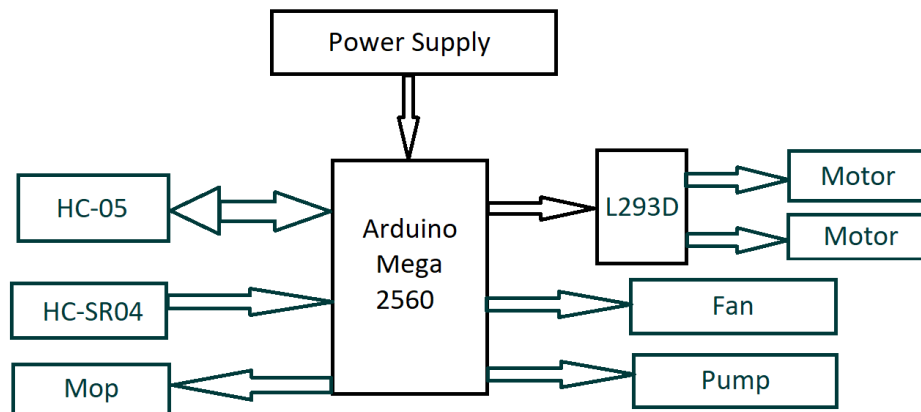 Power Supply
HC-05
Arduino
Mega
2560
L293D
Motor
Motor
HC-SR04
Fan
Mop
Pump